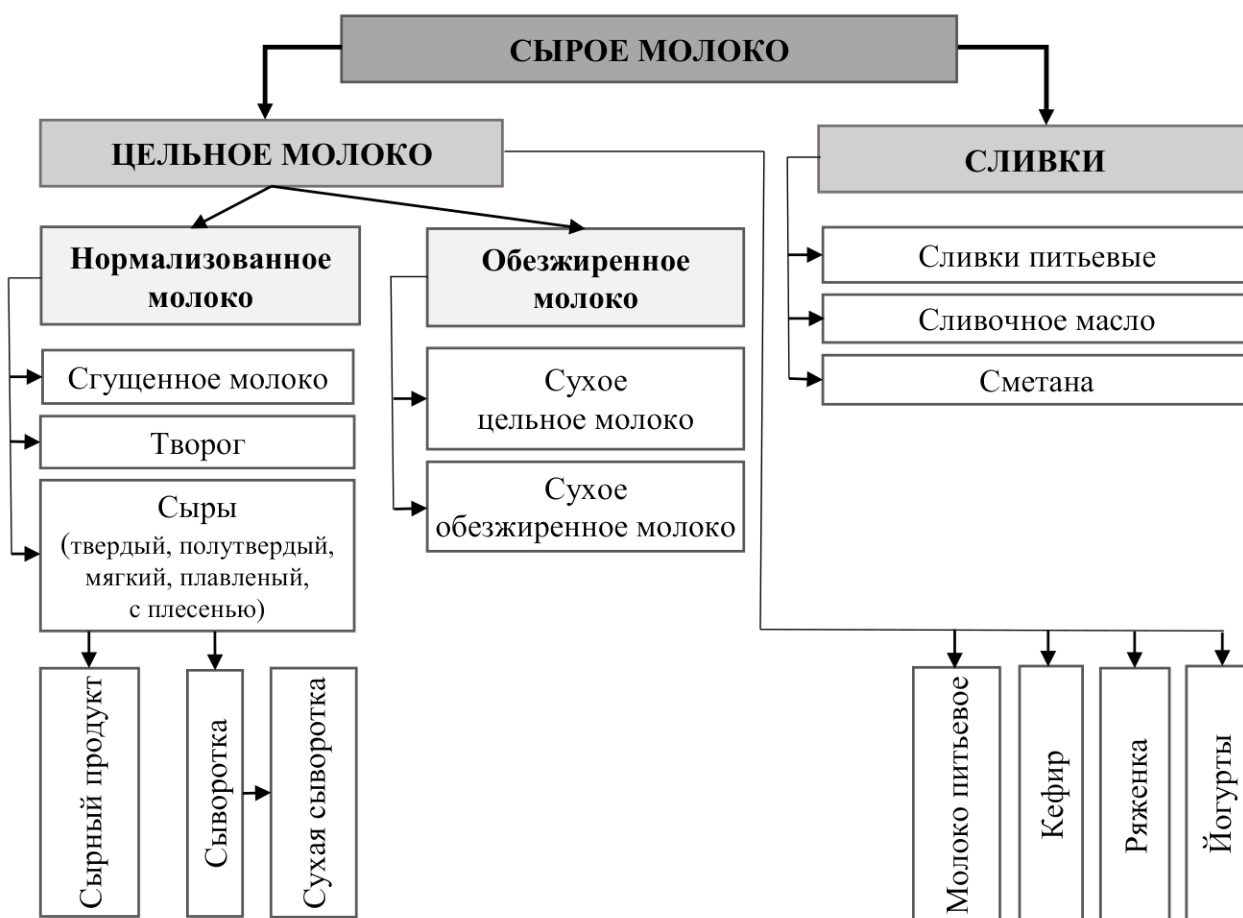 СЫРОЕ МОЛОКО
ЦЕЛЬНОЕ МОЛОКО
СЛИВКИ
Нормализованное
молоко
Обезжиренное
молоко
Сливки питьевые
Сливочное масло
Сметана
Сгущенное молоко
Творог
Сыры
(твердый, полутвердый,
мягкий, плавленый,
с плесенью)
Сухое
цельное молоко
Сухое
обезжиренное молоко
Сырный продукт
Сыворотка
Сухая сыворотка
Молоко питьевое
Кефир
Ряженка
Йогурты